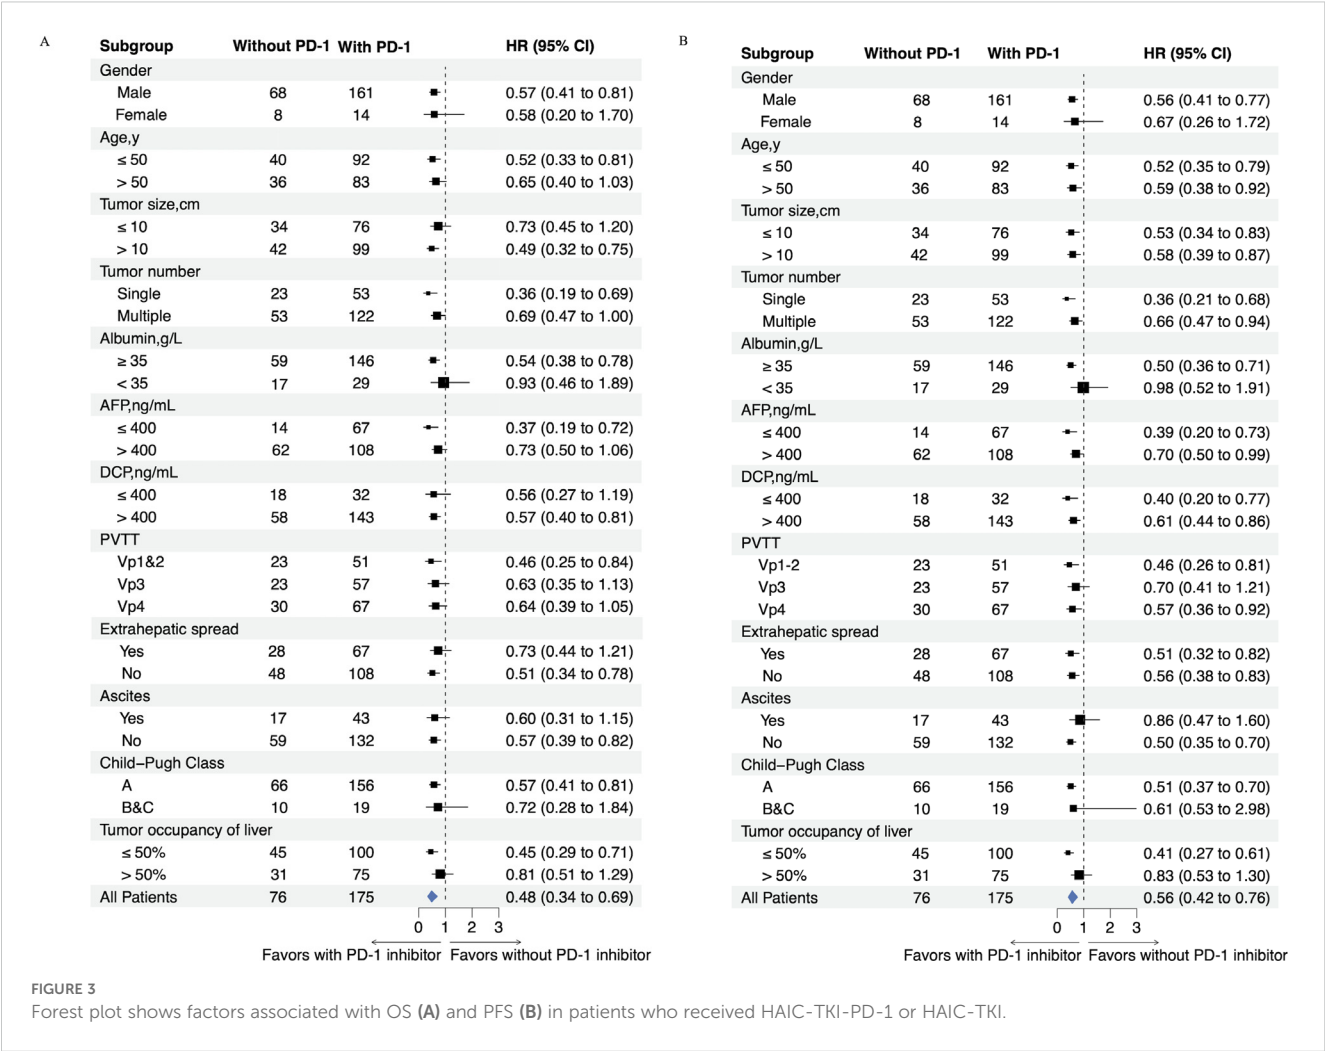 A
Subgroup Without PD-1 With PD-1 HR (95% CI)
Gender
Male 68 161 0.57 (0.41 to 0.81)
Female 8 14 0.58 (0.20 to 1.70)
Age,y
≤ 50 40 92 0.52 (0.33 to 0.81)
> 50 36 83 0.65 (0.40 to 1.03)
Tumor size,cm
≤ 10 34 76 0.73 (0.45 to 1.20)
> 10 42 99 0.49 (0.32 to 0.75)
Tumor number
Single 23 53 0.36 (0.19 to 0.69)
Multiple 53 122 0.69 (0.47 to 1.00)
Albumin,g/L
≥ 35 59 146 0.54 (0.38 to 0.78)
< 35 17 29 0.93 (0.46 to 1.89)
AFP,ng/mL
≤ 400 14 67 0.37 (0.19 to 0.72)
> 400 62 108 0.73 (0.50 to 1.06)
DCP,ng/mL
≤ 400 18 32 0.56 (0.27 to 1.19)
> 400 58 143 0.57 (0.40 to 0.81)
PVTT
Vp1&2 23 51 0.46 (0.25 to 0.84)
Vp3 23 57 0.63 (0.35 to 1.13)
Vp4 30 67 0.64 (0.39 to 1.05)
Extrahepatic spread
Yes 28 67 0.73 (0.44 to 1.21)
No 48 108 0.51 (0.34 to 0.78)
Ascites
Yes 17 43 0.60 (0.31 to 1.15)
No 59 132 0.57 (0.39 to 0.82)
Child–Pugh Class
A 66 156 0.57 (0.41 to 0.81)
B&C 10 19 0.72 (0.28 to 1.84)
Tumor occupancy of liver
≤ 50% 45 100 0.45 (0.29 to 0.71)
> 50% 31 75 0.81 (0.51 to 1.29)
All Patients 76 175 0.48 (0.34 to 0.69)
0 1 2 3
Favors with PD-1 inhibitor Favors without PD-1 inhibitor
B
Subgroup Without PD-1 With PD-1 HR (95% CI)
Gender
Male 68 161 0.56 (0.41 to 0.77)
Female 8 14 0.67 (0.26 to 1.72)
Age,y
≤ 50 40 92 0.52 (0.35 to 0.79)
> 50 36 83 0.59 (0.38 to 0.92)
Tumor size,cm
≤ 10 34 76 0.53 (0.34 to 0.83)
> 10 42 99 0.58 (0.39 to 0.87)
Tumor number
Single 23 53 0.36 (0.21 to 0.68)
Multiple 53 122 0.66 (0.47 to 0.94)
Albumin,g/L
≥ 35 59 146 0.50 (0.36 to 0.71)
< 35 17 29 0.98 (0.52 to 1.91)
AFP,ng/mL
≤ 400 14 67 0.39 (0.20 to 0.73)
> 400 62 108 0.70 (0.50 to 0.99)
DCP,ng/mL
≤ 400 18 32 0.40 (0.20 to 0.77)
> 400 58 143 0.61 (0.44 to 0.86)
PVTT
Vp1-2 23 51 0.46 (0.26 to 0.81)
Vp3 23 57 0.70 (0.41 to 1.21)
Vp4 30 67 0.57 (0.36 to 0.92)
Extrahepatic spread
Yes 28 67 0.51 (0.32 to 0.82)
No 48 108 0.56 (0.38 to 0.83)
Ascites
Yes 17 43 0.86 (0.47 to 1.60)
No 59 132 0.50 (0.35 to 0.70)
Child–Pugh Class
A 66 156 0.51 (0.37 to 0.70)
B&C 10 19 0.61 (0.53 to 2.98)
Tumor occupancy of liver
≤ 50% 45 100 0.41 (0.27 to 0.61)
> 50% 31 75 0.83 (0.53 to 1.30)
All Patients 76 175 0.56 (0.42 to 0.76)
0 1 2 3
Favors with PD-1 inhibitor Favors without PD-1 inhibitor
FIGURE 3
Forest plot shows factors associated with OS (A) and PFS (B) in patients who received HAIC-TKI-PD-1 or HAIC-TKI.